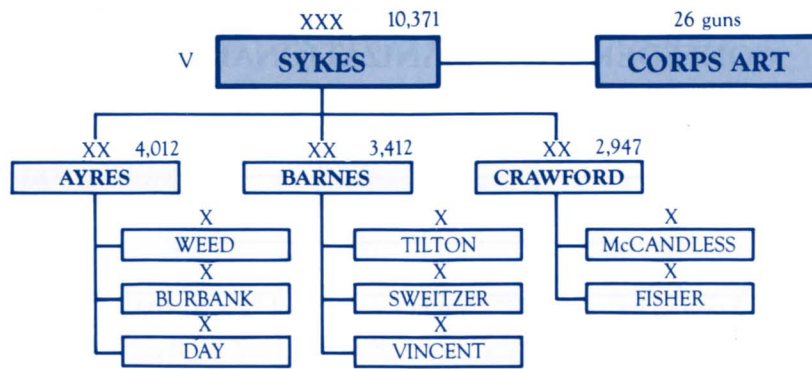 XXX 10,371 26 guns
V SYKES CORPS ART
XX 4,012 XX 3,412 XX 2,947
AYRES BARNES CRAWFORD
X X X
WEED TILTON McCANDLESS
X X X
BURBANK SWEITZER FISHER
X X
DAY VINCENT